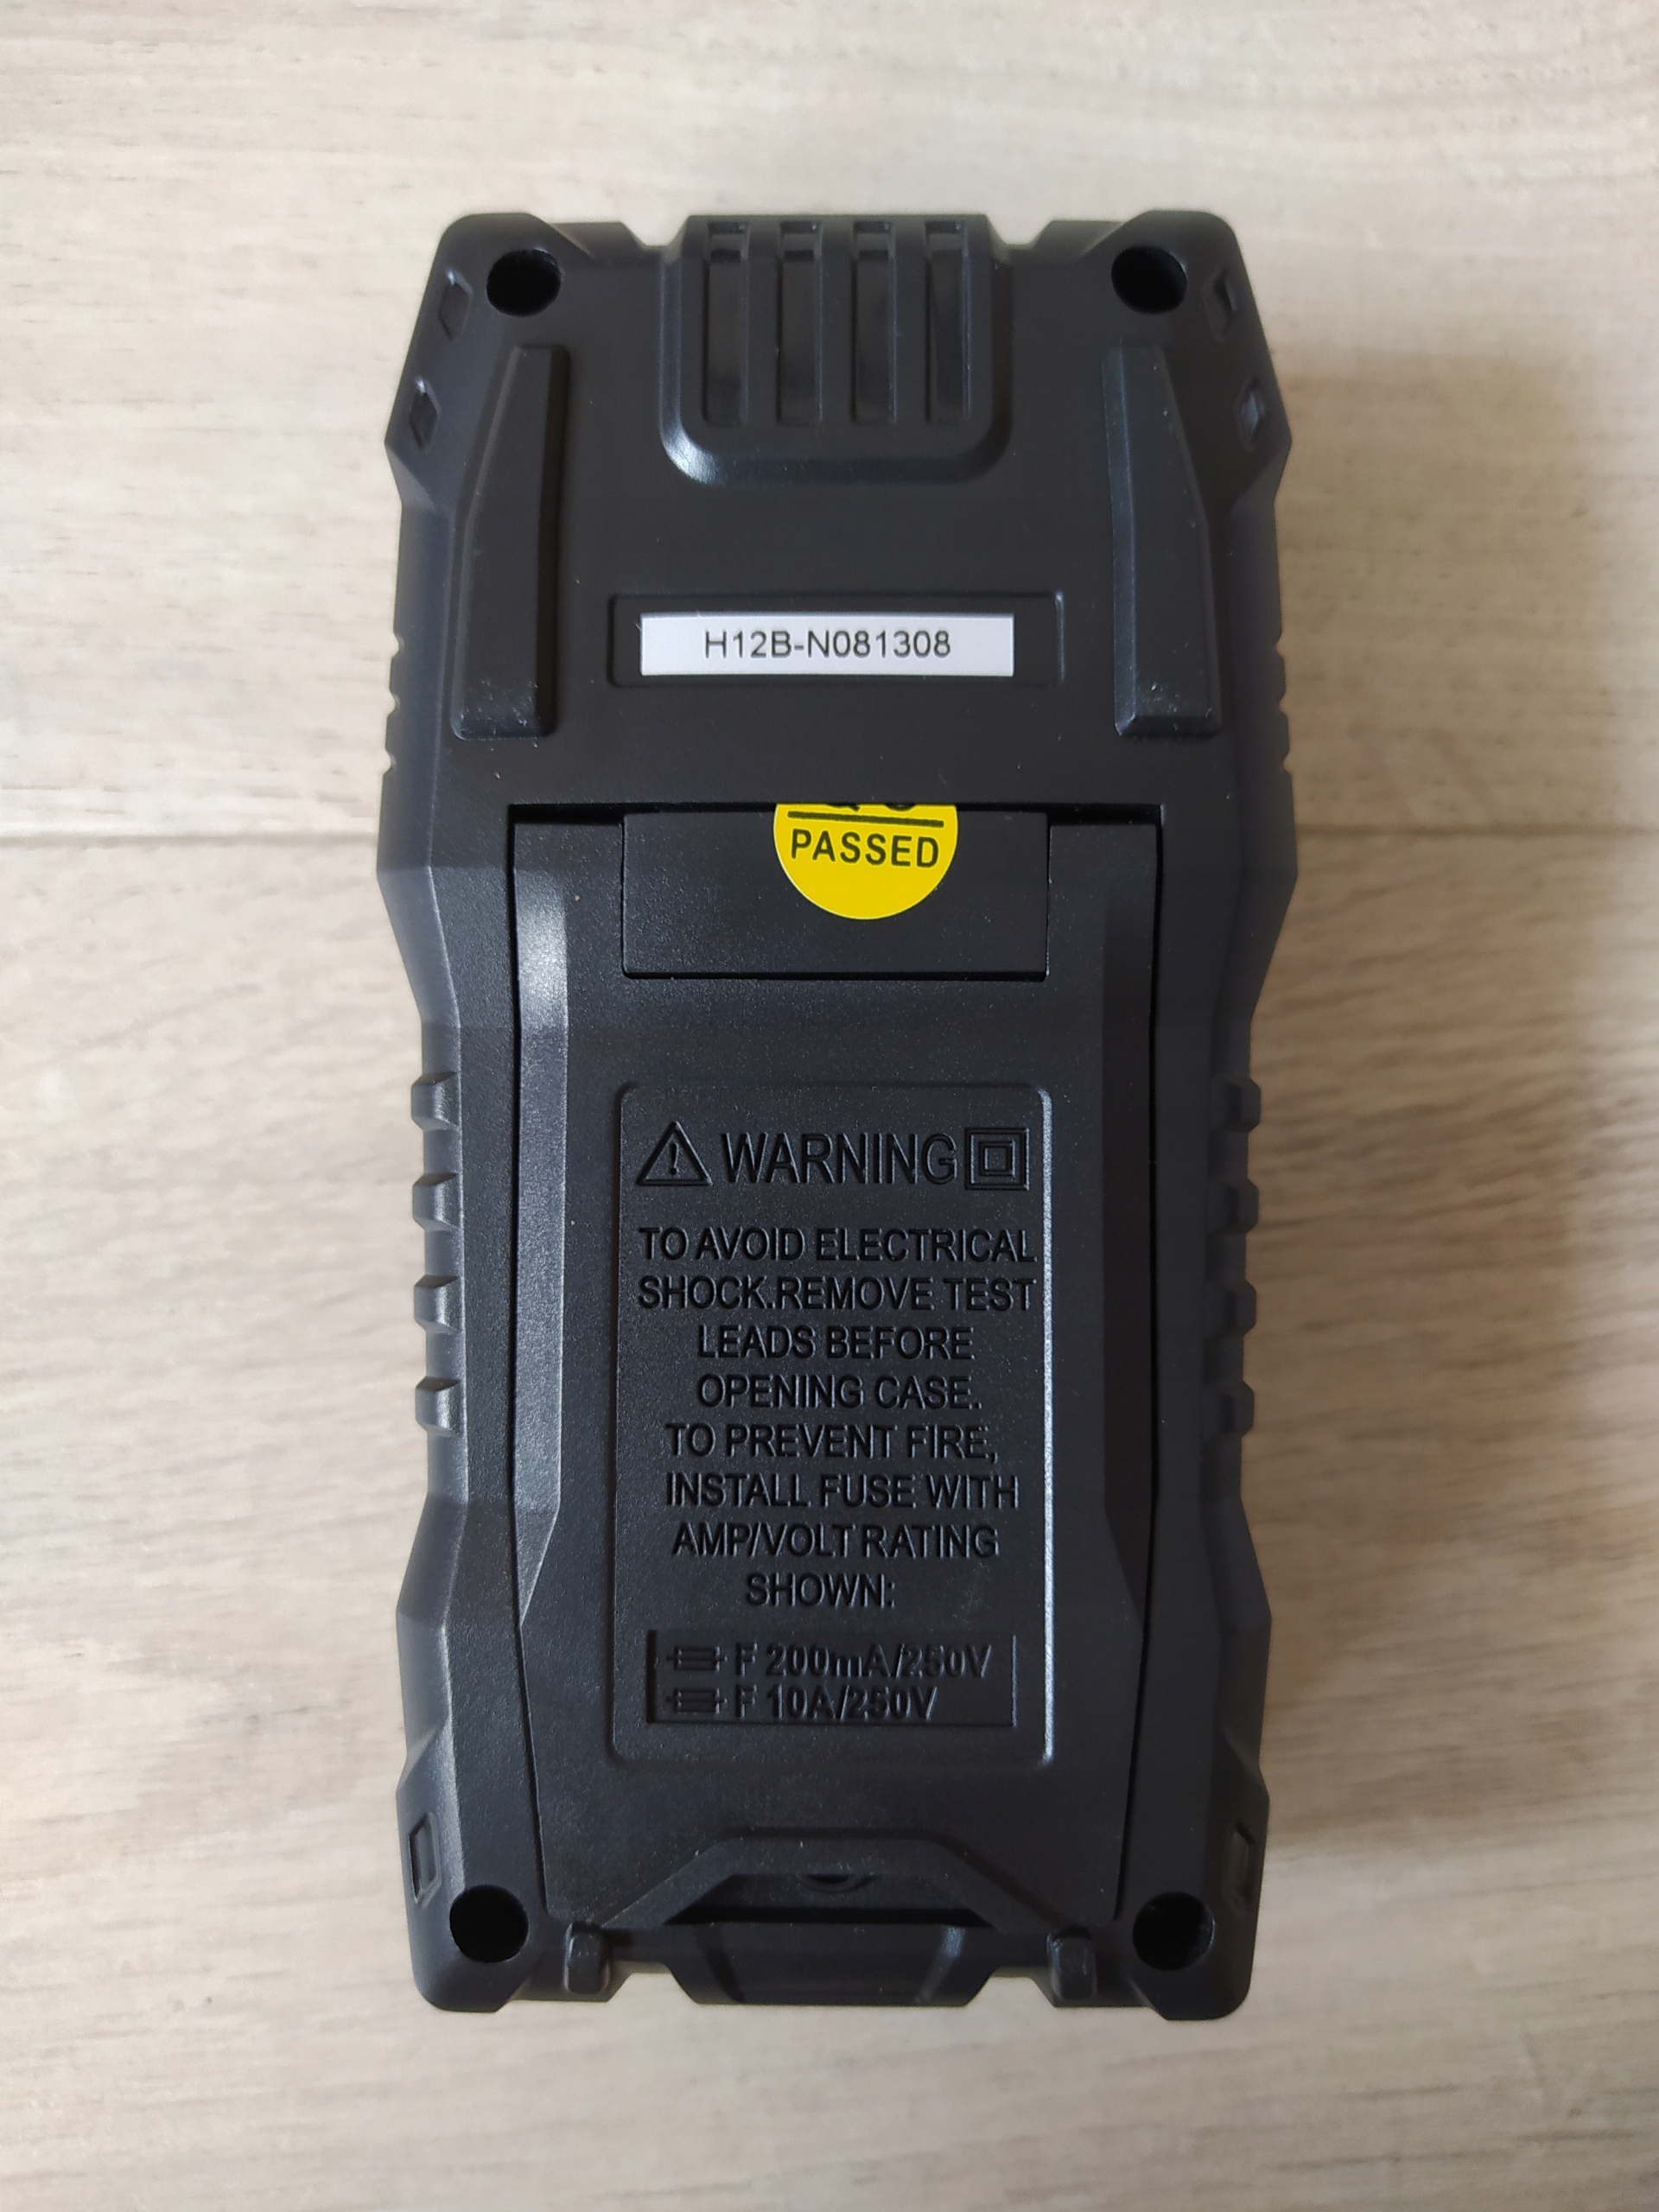 H12B-N081308
PASSED
WARNING
TO AVOID ELECTRICAL
SHOCK.REMOVE TEST
LEADS BEFORE
OPENING CASE.
TO PREVENT FIRE,
INSTALL FUSE WITH
AMP/VOLT RATING
SHOWN:
F 200mA/250V
F 10A/250V